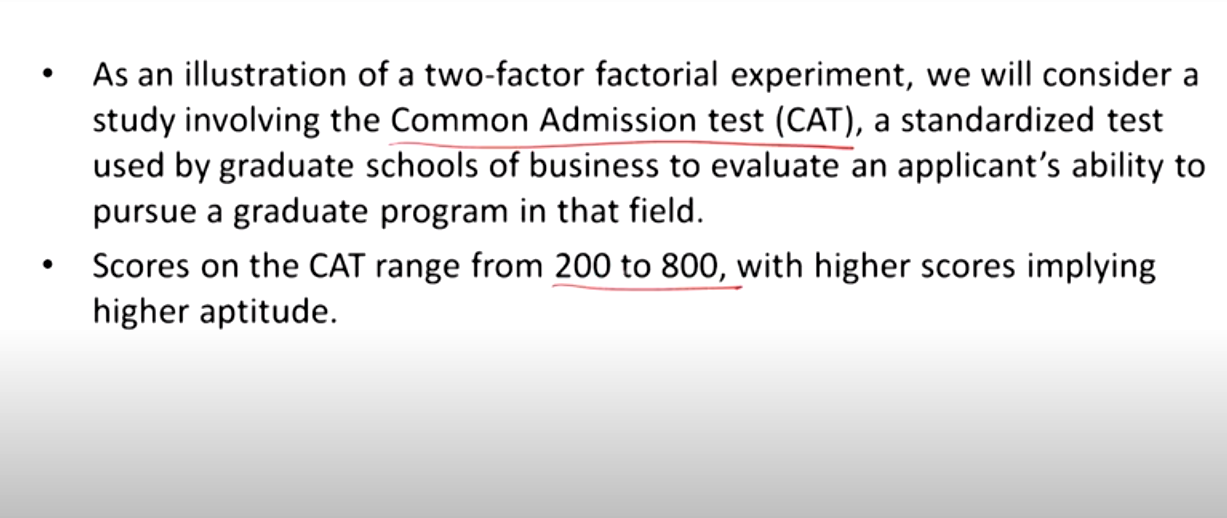 • As an illustration of a two-factor factorial experiment, we will consider a
study involving the Common Admission test (CAT), a standardized test
used by graduate schools of business to evaluate an applicant’s ability to
pursue a graduate program in that field.
• Scores on the CAT range from 200 to 800, with higher scores implying
higher aptitude.